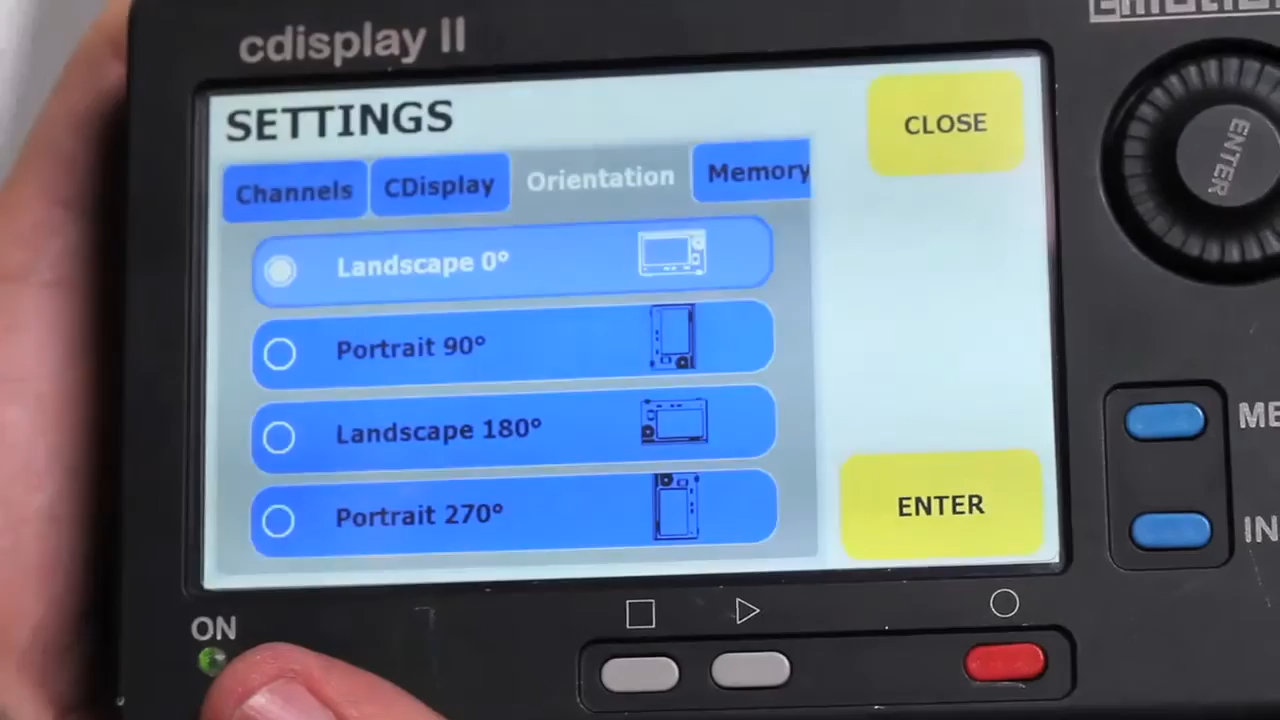 cdisplay II
SETTINGS
CLOSE
Channels CDisplay Orientation Memory
Landscape 0°
Portrait 90°
Landscape 180°
Portrait 270°
ENTER
ENTER
ON